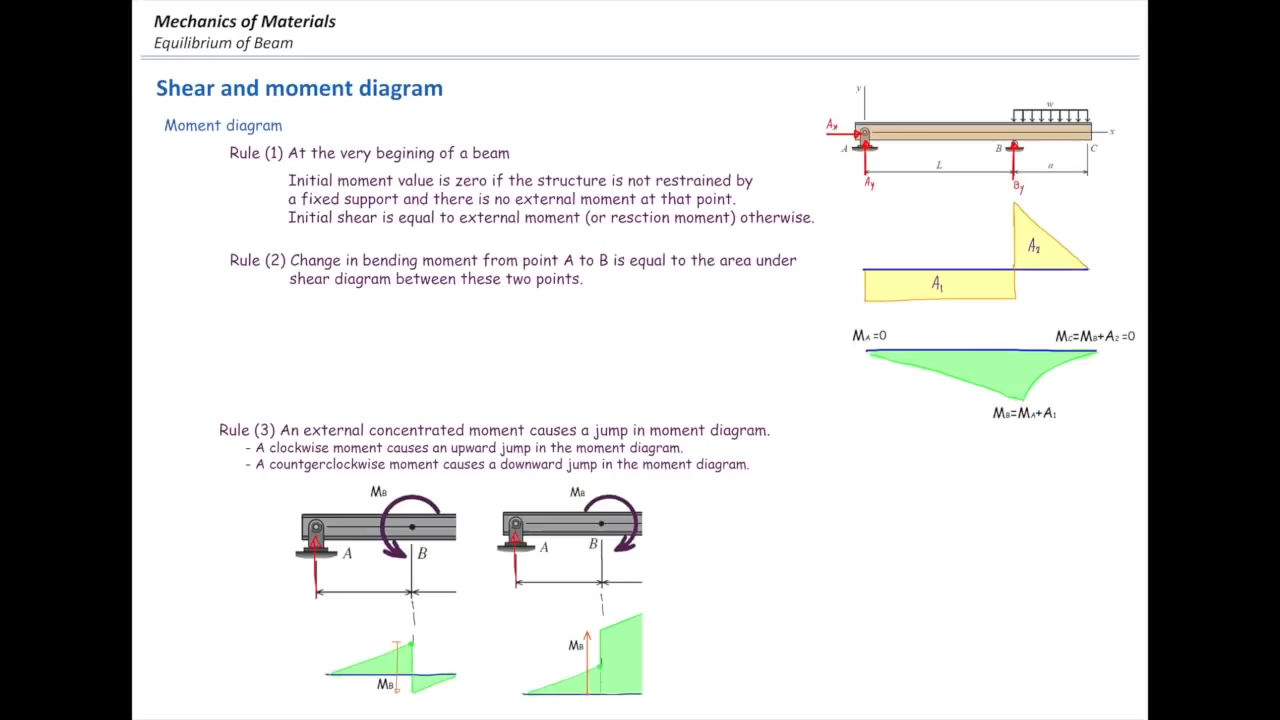 Mechanics of Materials
Equilibrium of Beam
Shear and moment diagram
Moment diagram
Rule (1) At the very begining of a beam
Initial moment value is zero if the structure is not restrained by
a fixed support and there is no external moment at that point.
Initial shear is equal to external moment (or resction moment) otherwise.
Rule (2) Change in bending moment from point A to B is equal to the area under
shear diagram between these two points.
y
w
Ax
x
A
B
C
L
a
Ay
By
A2
A1
MA =0
MC=MB+A2 =0
MB=MA+A1
Rule (3) An external concentrated moment causes a jump in moment diagram.
- A clockwise moment causes an upward jump in the moment diagram.
- A countgerclockwise moment causes a downward jump in the moment diagram.
MB
MB
A
B
A
B
MB
MB